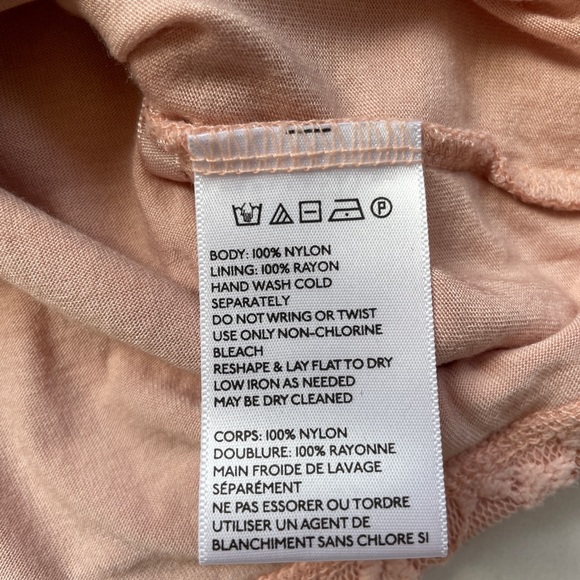 P
BODY: 100% NYLON
LINING: 100% RAYON
HAND WASH COLD
SEPARATELY
DO NOT WRING OR TWIST
USE ONLY NON-CHLORINE
BLEACH
RESHAPE & LAY FLAT TO DRY
LOW IRON AS NEEDED
MAY BE DRY CLEANED
CORPS: 100% NYLON
DOUBLURE: 100% RAYONNE
MAIN FROIDE DE LAVAGE
SÉPARÉMENT
NE PAS ESSORER OU TORDRE
UTILISER UN AGENT DE
BLANCHIMENT SANS CHLORE SI